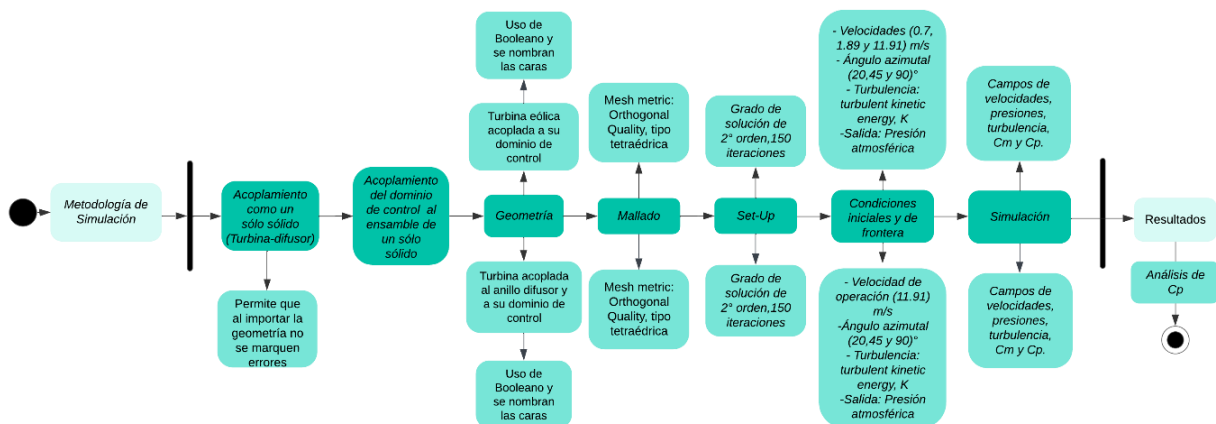 Metodología de
Simulación
Acoplamiento
como un
sólo sólido
(Turbina-difusor)
Permite que
al importar la
geometría no
se marquen
errores
Acoplamiento
del dominio
de control al
ensamble de
un sólo
sólido
Uso de
Booleano y
se nombran
las caras
Turbina eólica
acoplada a su
dominio de
control
Geometría
Turbina acoplada
al anillo difusor y
a su dominio de
control
Uso de
Booleano y
se nombran
las caras
Mesh metric:
Orthogonal
Quality, tipo
tetraédrica
Mallado
Mesh metric:
Orthogonal
Quality, tipo
tetraédrica
Grado de
solución de
2° orden,150
iteraciones
Set-Up
Grado de
solución de
2° orden,150
iteraciones
- Velocidades (0.7,
1.89 y 11.91) m/s
- Ángulo azimutal
(20,45 y 90)°
- Turbulencia:
turbulent kinetic
energy, K
-Salida: Presión
atmosférica
Condiciones
iniciales y de
frontera
- Velocidad de
operación (11.91)
m/s
-Ángulo azimutal
(20,45 y 90)°
- Turbulencia:
turbulent kinetic
energy, K
-Salida: Presión
atmosférica
Campos de
velocidades,
presiones,
turbulencia,
Cm y Cp.
Simulación
Campos de
velocidades,
presiones,
turbulencia,
Cm y Cp.
Resultados
Análisis de
Cp